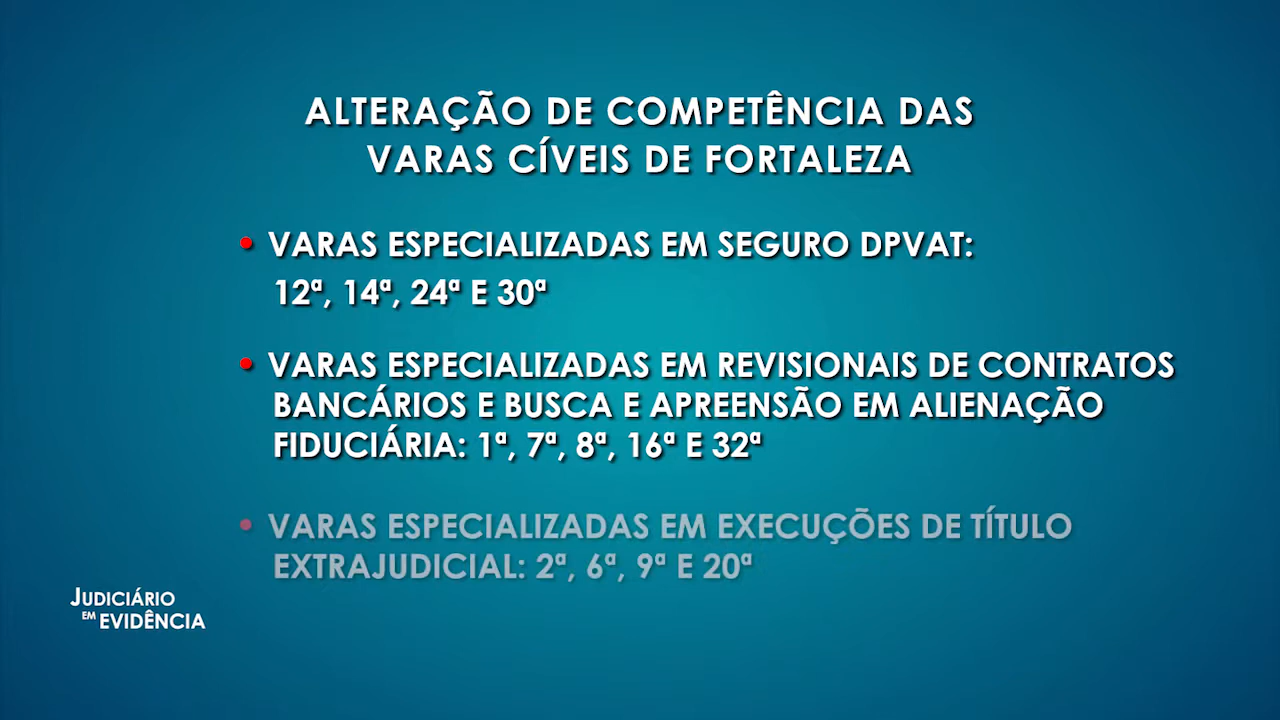 ALTERAÇÃO DE COMPETÊNCIA DAS
VARAS CÍVEIS DE FORTALEZA
• VARAS ESPECIALIZADAS EM SEGURO DPVAT:
12ª, 14ª, 24ª E 30ª
• VARAS ESPECIALIZADAS EM REVISIONAIS DE CONTRATOS
BANCÁRIOS E BUSCA E APREENSÃO EM ALIENAÇÃO
FIDUCIÁRIA: 1ª, 7ª, 8ª, 16ª E 32ª
• VARAS ESPECIALIZADAS EM EXECUÇÕES DE TÍTULO
EXTRAJUDICIAL: 2ª, 6ª, 9ª E 20ª
JUDICIÁRIO
EM EVIDÊNCIA